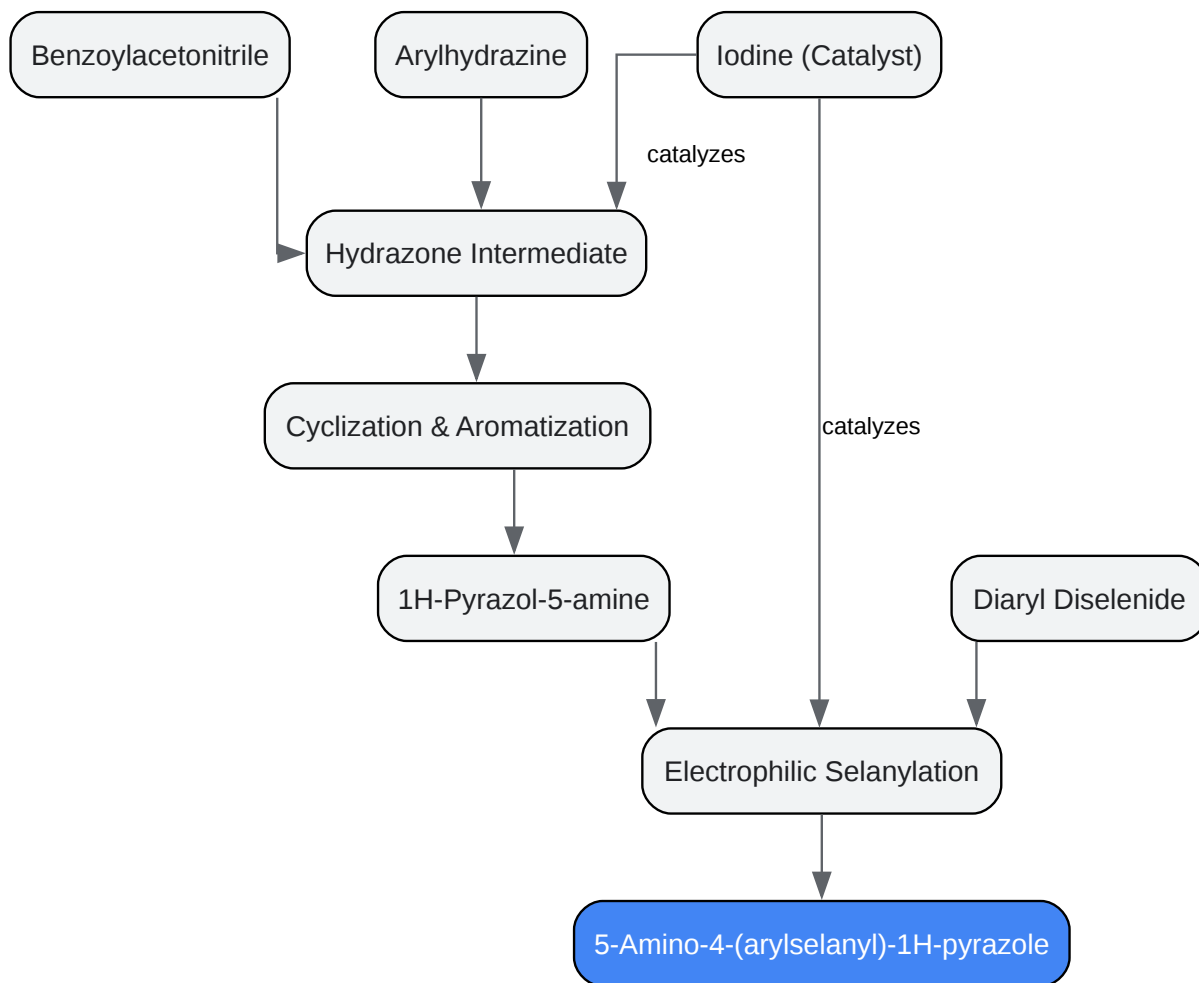 Benzoylacetonitrile
Arylhydrazine
Iodine (Catalyst)
catalyzes
Hydrazone Intermediate
Cyclization & Aromatization
catalyzes
1H-Pyrazol-5-amine
Diaryl Diselenide
Electrophilic Selanylation
5-Amino-4-(arylselanyl)-1H-pyrazole